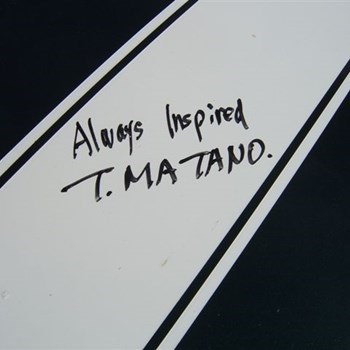 Always Inspired
T. MATANO.